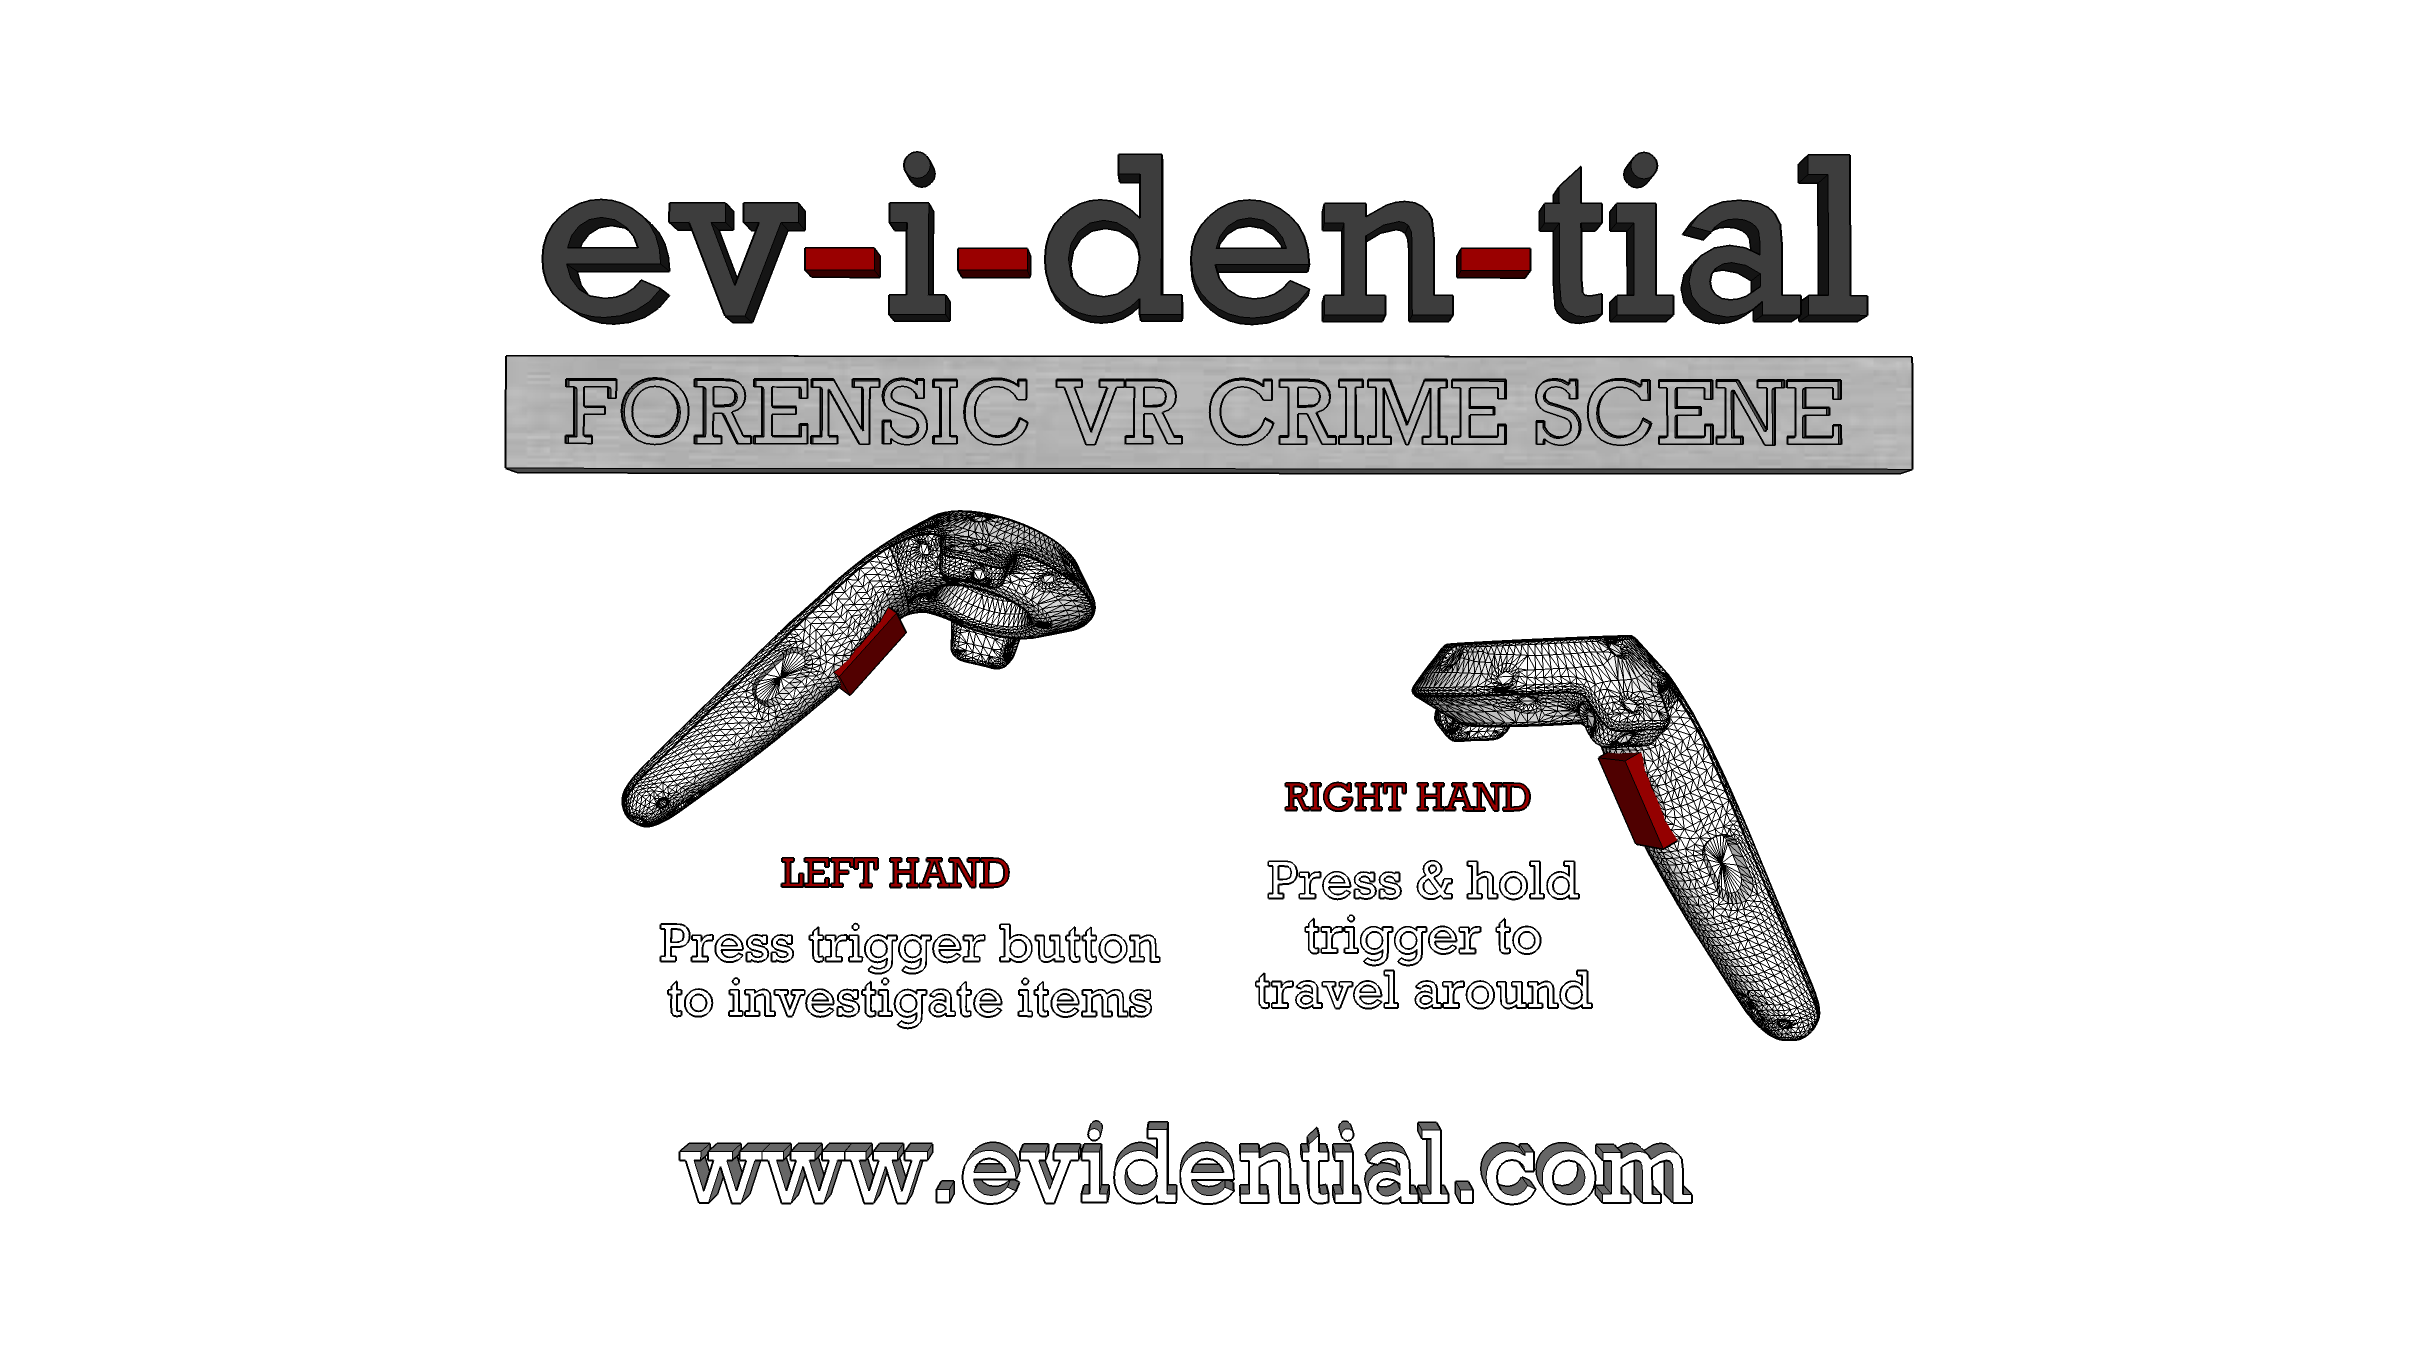 ev-i-den-tial
FORENSIC VR CRIME SCENE
LEFT HAND
Press trigger button
to investigate items
RIGHT HAND
Press & hold
trigger to
travel around
www.evidential.com